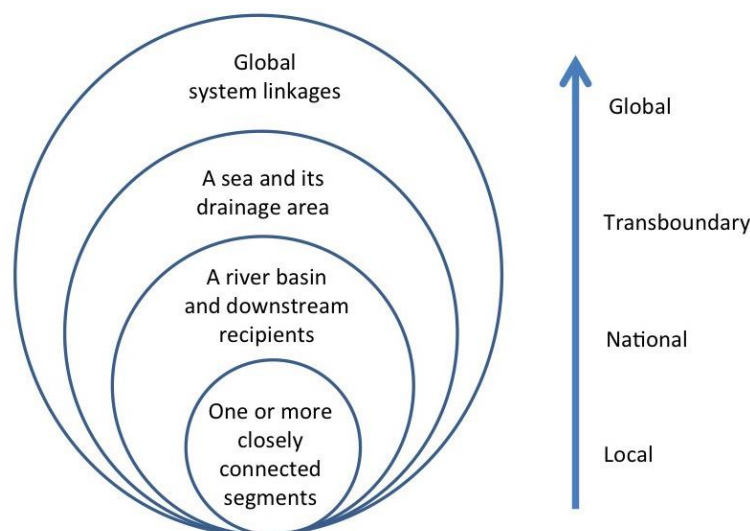 Global
system linkages
A sea and its
drainage area
A river basin
and downstream
recipients
One or more
closely
connected
segments
Global
Transboundary
National
Local